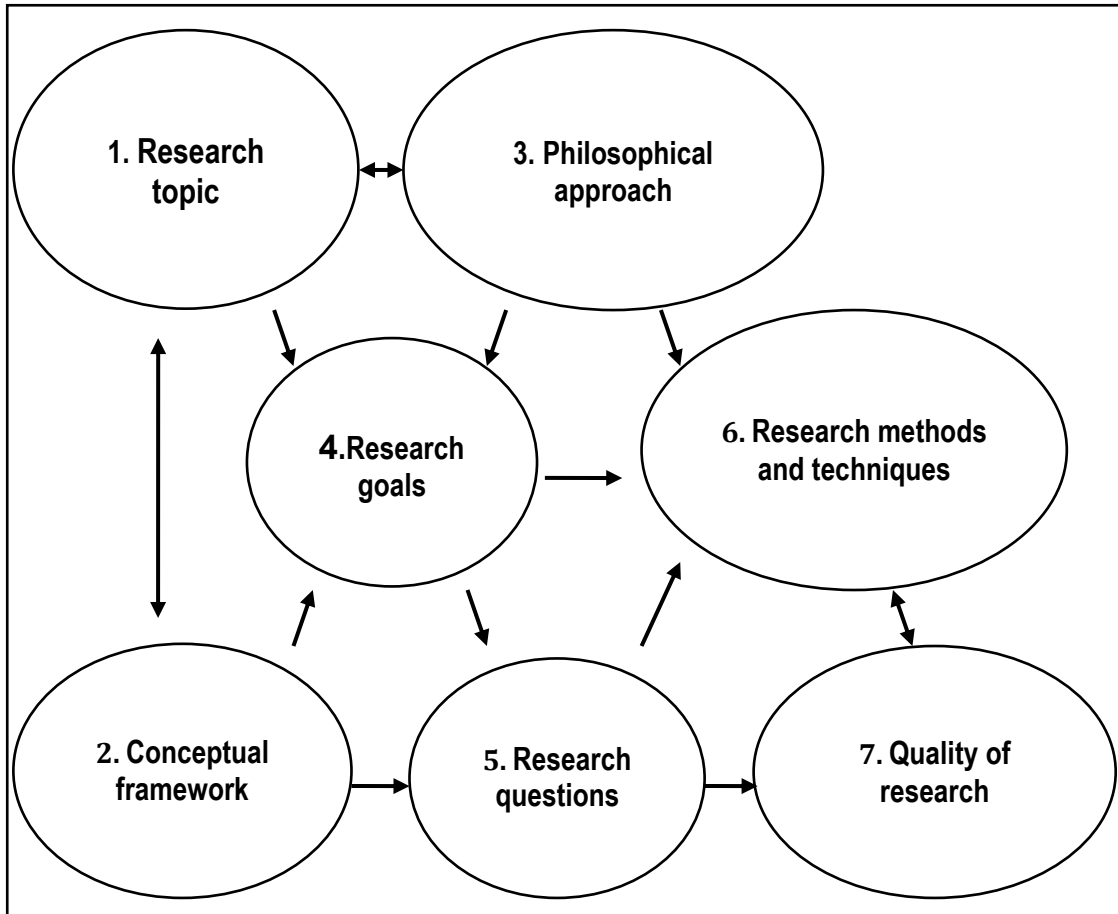 1. Research
topic
3. Philosophical
approach
4.Research
goals
6. Research methods
and techniques
2. Conceptual
framework
5. Research
questions
7. Quality of
research